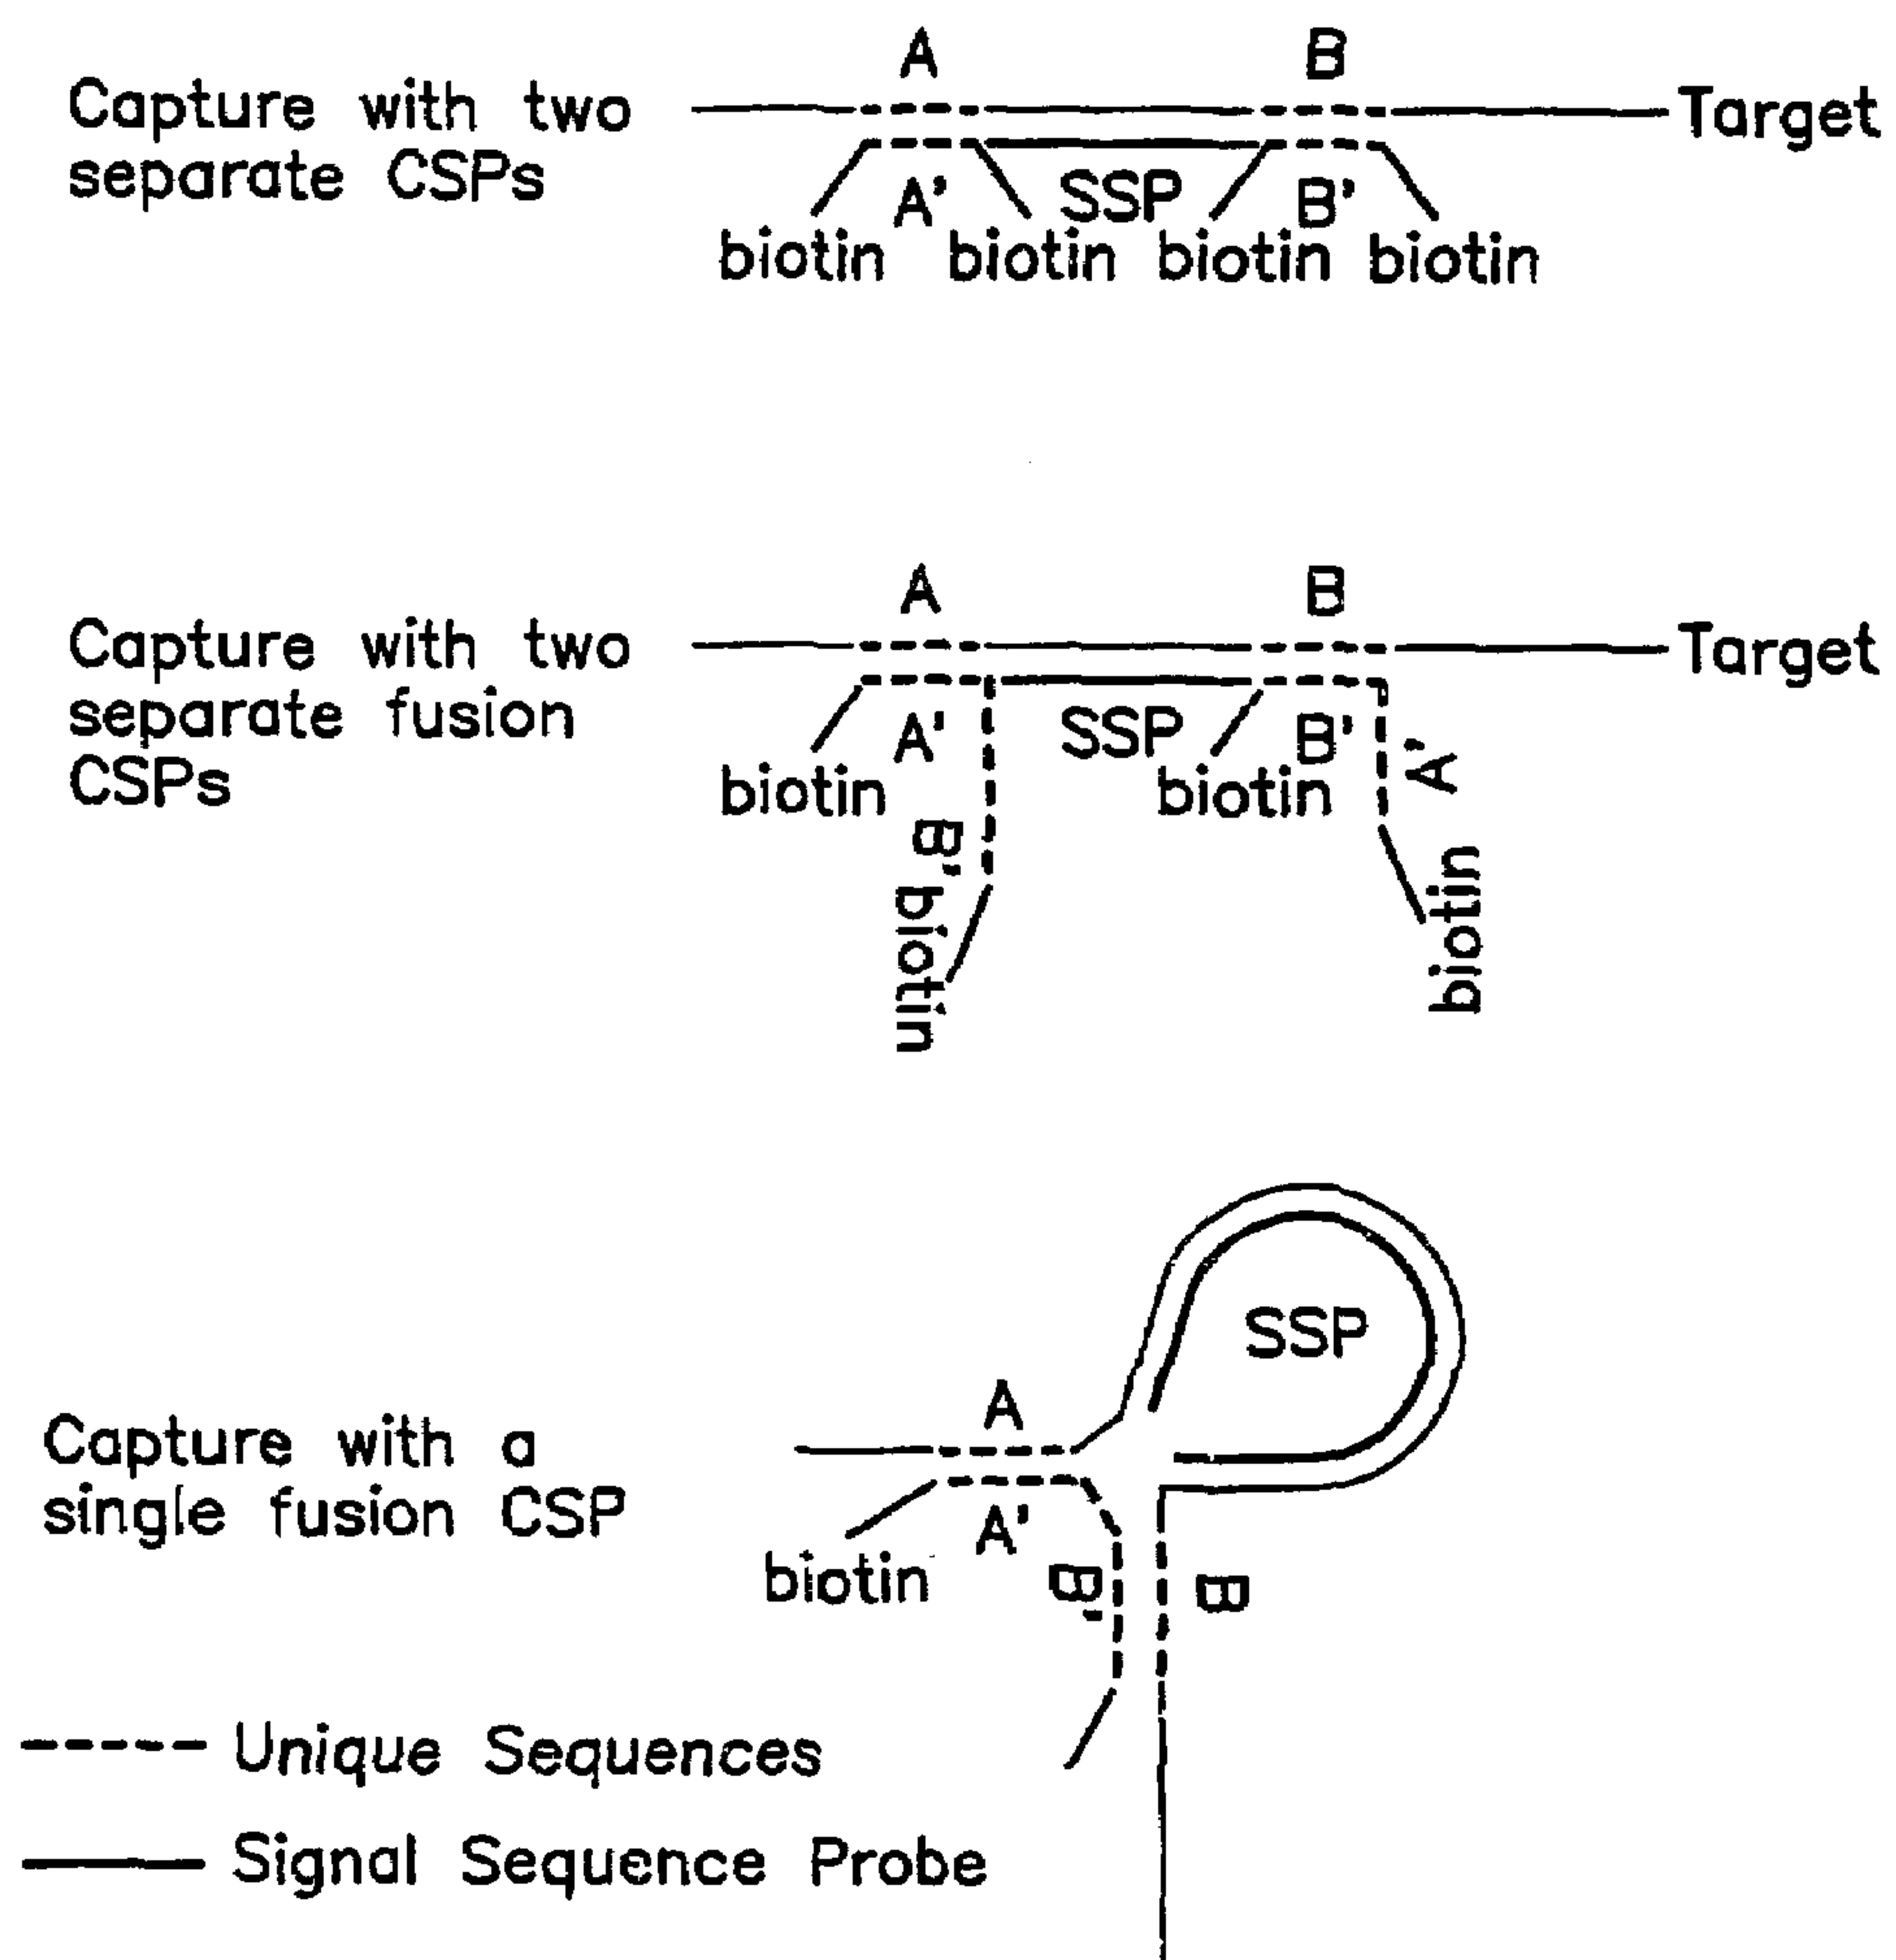 A B
Capture with two
separate CSPs
Target
A' SSP B'
biotin biotin biotin biotin
A B
Capture with two
separate fusion
CSPs
Target
A' SSP B'
biotin biotin
A'
B'
biotin
biotin
SSP
A
Capture with a
single fusion CSP
A'
biotin
B'
B
Unique Sequences
Signal Sequence Probe